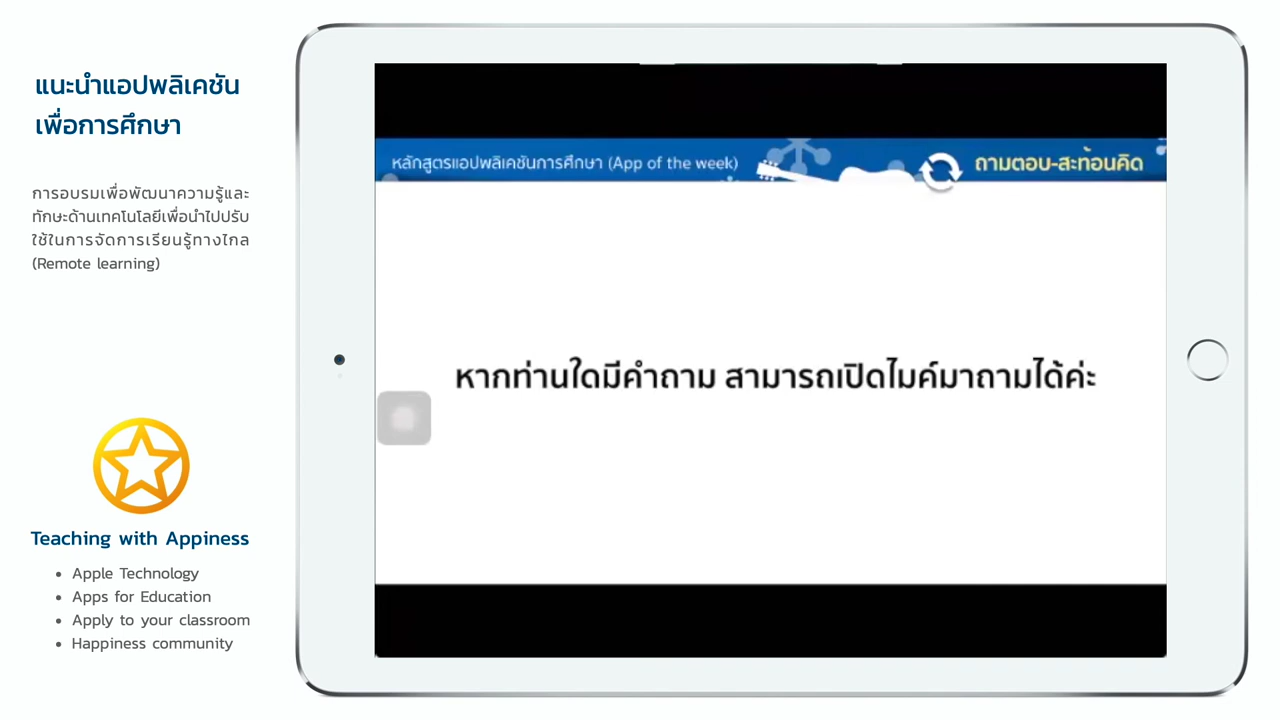 แนะนำแอปพลิเคชัน
เพื่อการศึกษา
การอบรมเพื่อพัฒนาความรู้และ
ทักษะด้านเทคโนโลยีเพื่อนำไปปรับ
ใช้ในการจัดการเรียนรู้ทางไกล
(Remote learning)
Teaching with Appiness
• Apple Technology
• Apps for Education
• Apply to your classroom
• Happiness community
หลักสูตรแอปพลิเคชันการศึกษา (App of the week)
ถามตอบ-สะท้อนคิด
หากท่านใดมีคำถาม สามารถเปิดไมค์มาถามได้ค่ะ